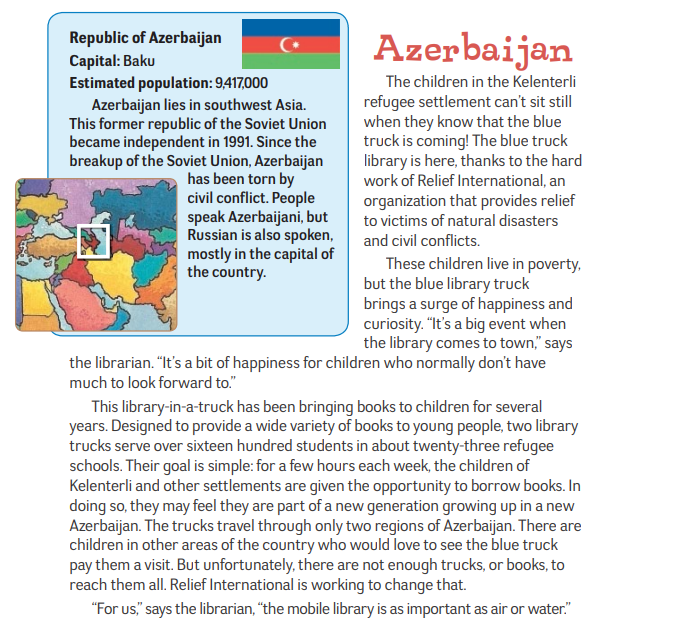 Republic of Azerbaijan
Capital: Baku
Estimated population: 9,417,000
Azerbaijan lies in southwest Asia.
This former republic of the Soviet Union
became independent in 1991. Since the
breakup of the Soviet Union, Azerbaijan
has been torn by
civil conflict. People
speak Azerbaijani, but
Russian is also spoken,
mostly in the capital of
the country.
Azerbaijan
The children in the Kelenterli
refugee settlement can't sit still
when they know that the blue
truck is coming! The blue truck
library is here, thanks to the hard
work of Relief International, an
organization that provides relief
to victims of natural disasters
and civil conflicts.
These children live in poverty,
but the blue library truck
brings a surge of happiness and
curiosity. “It's a big event when
the library comes to town,” says
the librarian. “It's a bit of happiness for children who normally don't have
much to look forward to.”
This library-in-a-truck has been bringing books to children for several
years. Designed to provide a wide variety of books to young people, two library
trucks serve over sixteen hundred students in about twenty-three refugee
schools. Their goal is simple: for a few hours each week, the children of
Kelenterli and other settlements are given the opportunity to borrow books. In
doing so, they may feel they are part of a new generation growing up in a new
Azerbaijan. The trucks travel through only two regions of Azerbaijan. There are
children in other areas of the country who would love to see the blue truck
pay them a visit. But unfortunately, there are not enough trucks, or books, to
reach them all. Relief International is working to change that.
“For us,” says the librarian, “the mobile library is as important as air or water.”